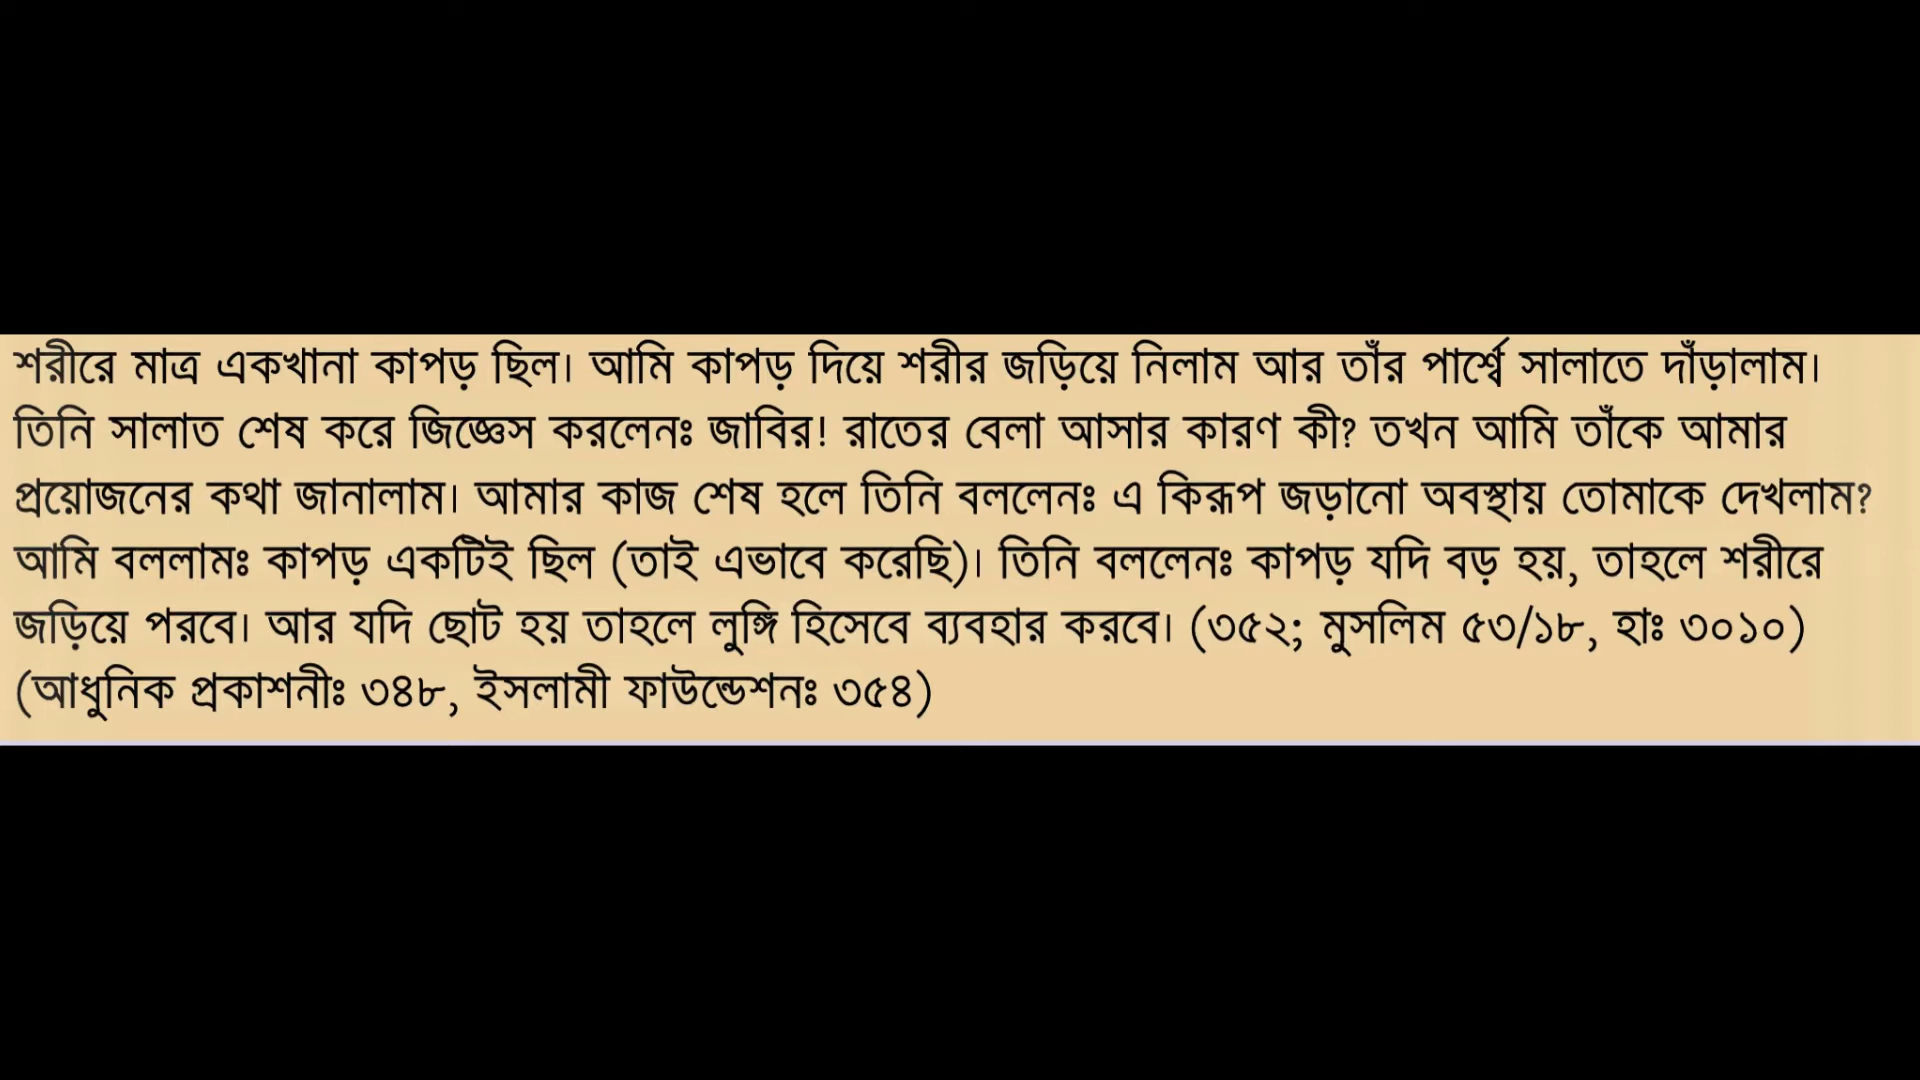 শরীরে মাত্র একখানা কাপড় ছিল। আমি কাপড় দিয়ে শরীর জড়িয়ে নিলাম আর তাঁর পার্শ্বে সালাতে দাঁড়ালাম।
তিনি সালাত শেষ করে জিজ্ঞেস করলেনঃ জাবির! রাতের বেলা আসার কারণ কী? তখন আমি তাঁকে আমার
প্রয়োজনের কথা জানালাম। আমার কাজ শেষ হলে তিনি বললেনঃ এ কিরূপ জড়ানো অবস্থায় তোমাকে দেখলাম?
আমি বললামঃ কাপড় একটিই ছিল (তাই এভাবে করেছি)। তিনি বললেনঃ কাপড় যদি বড় হয়, তাহলে শরীরে
জড়িয়ে পরবে। আর যদি ছোট হয় তাহলে লুঙ্গি হিসেবে ব্যবহার করবে। (৩৫২; মুসলিম ৫৩/১৮, হাঃ ৩০১০)
(আধুনিক প্রকাশনীঃ ৩৪৮, ইসলামী ফাউন্ডেশনঃ ৩৫৪)